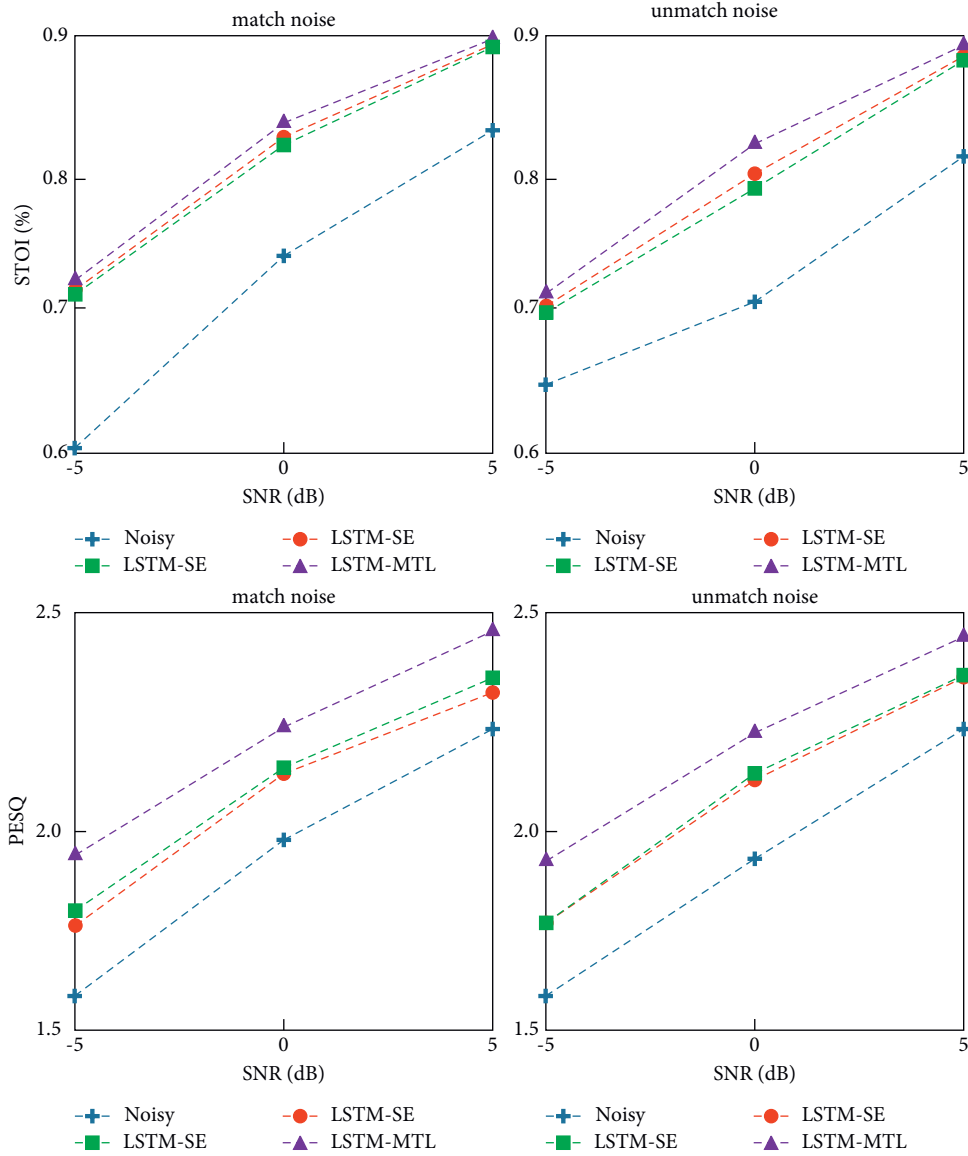 match noise
unmatch noise
0.9
0.8
0.7
0.6
STOI (%)
-5
0
5
SNR (dB)
0.9
0.8
0.7
0.6
-5
0
5
SNR (dB)
Noisy
LSTM-SE
LSTM-SE
LSTM-MTL
Noisy
LSTM-SE
LSTM-SE
LSTM-MTL
match noise
unmatch noise
2.5
2.0
1.5
PESQ
-5
0
5
SNR (dB)
2.5
2.0
1.5
-5
0
5
SNR (dB)
Noisy
LSTM-SE
LSTM-SE
LSTM-MTL
Noisy
LSTM-SE
LSTM-SE
LSTM-MTL